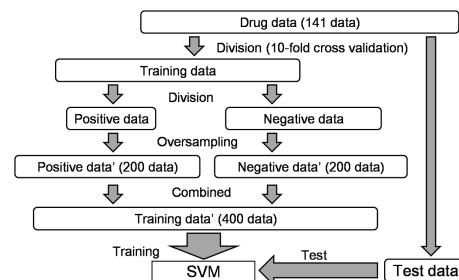 Drug data (141 data)
Division (10-fold cross validation)
Training data
Division
Positive data
Negative data
Oversampling
Positive data’ (200 data)
Negative data’ (200 data)
Combined
Training data’ (400 data)
Training
Test
SVM
Test data